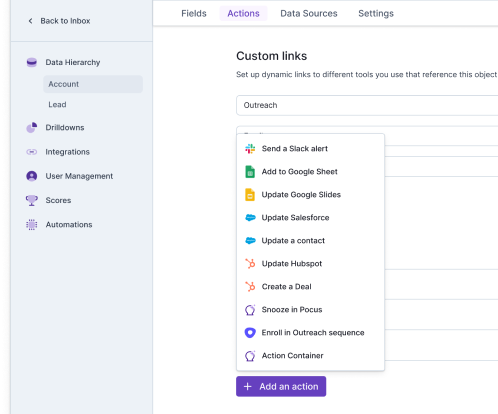 Back to Inbox
Data Hierarchy
Account
Lead
Drilldowns
Integrations
User Management
Scores
Automations
Fields Actions Data Sources Settings
Custom links
Set up dynamic links to different tools you use that reference this object
Outreach
Send a Slack alert
Add to Google Sheet
Update Google Slides
Update Salesforce
Update a contact
Update Hubspot
Create a Deal
Snooze in Pocus
Enroll in Outreach sequence
Action Container
+ Add an action